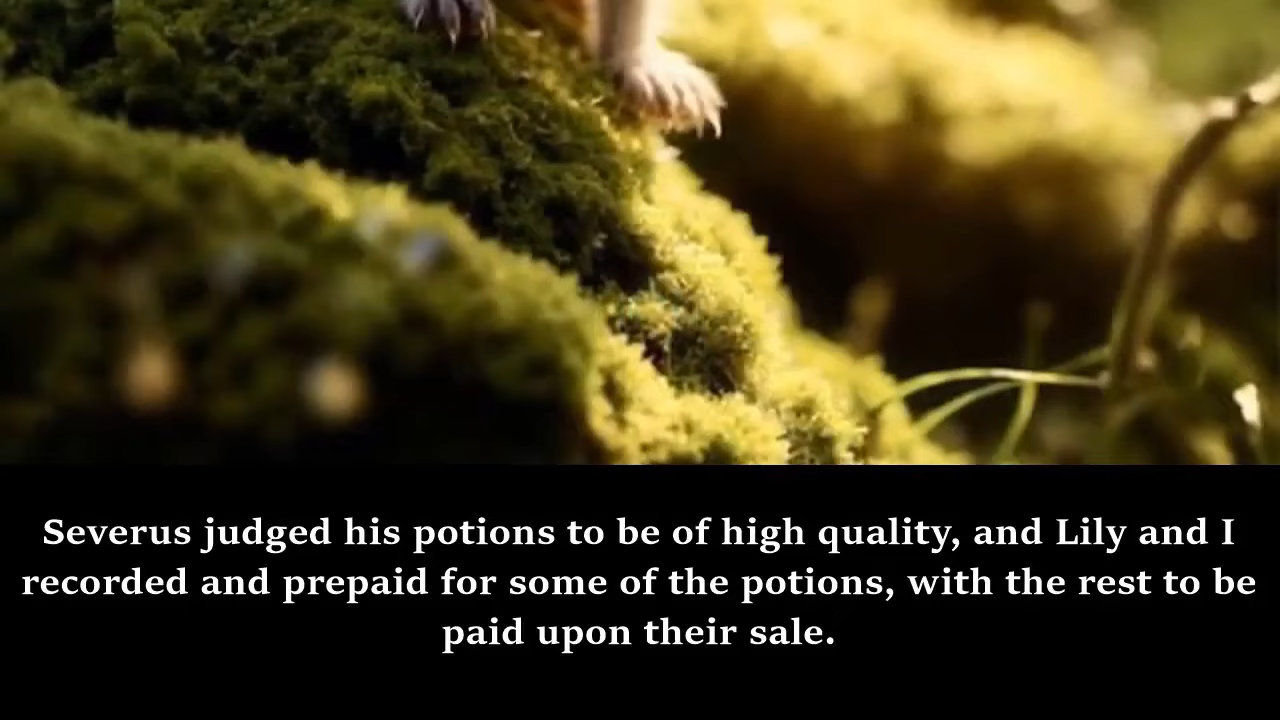 Severus judged his potions to be of high quality, and Lily and I
recorded and prepaid for some of the potions, with the rest to be
paid upon their sale.